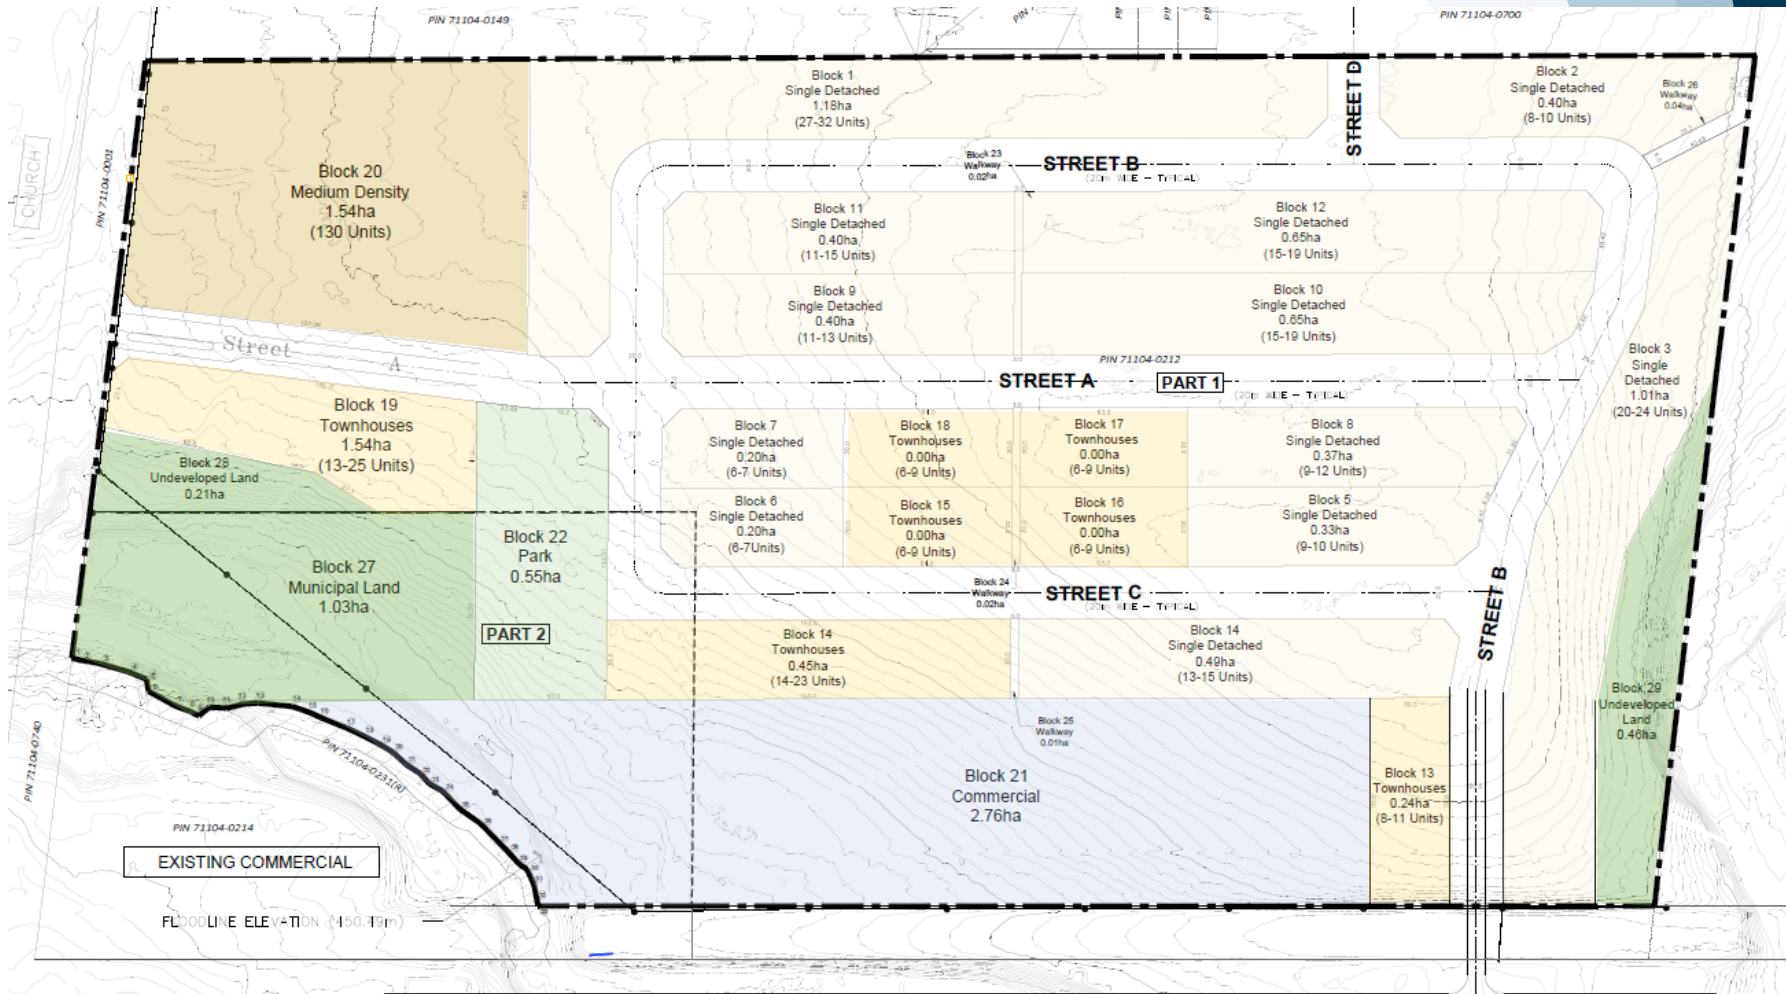 PIN 71104-0149
PIN 71104-0700
Block 1
Single Detached
1.18ha
(27-32 Units)
STREET D
Block 2
Single Detached
0.40ha
(8-10 Units)
Block 26
Walkway
0.04ha
CHURCH
PIN 71104-0001
Block 20
Medium Density
1.54ha
(130 Units)
Block 23
Walkway
0.02ha
STREET B
(20m WIDE - TYPICAL)
Block 11
Single Detached
0.40ha
(11-15 Units)
Block 12
Single Detached
0.65ha
(15-19 Units)
Block 9
Single Detached
0.40ha
(11-13 Units)
Block 10
Single Detached
0.65ha
(15-19 Units)
Street A
PIN 71104-0212
STREET A
PART 1
(20m WIDE - TYPICAL)
Block 3
Single
Detached
1.01ha
(20-24 Units)
Block 19
Townhouses
1.54ha
(13-25 Units)
Block 7
Single Detached
0.20ha
(6-7 Units)
Block 18
Townhouses
0.00ha
(6-9 Units)
Block 17
Townhouses
0.00ha
(6-9 Units)
Block 8
Single Detached
0.37ha
(9-12 Units)
Block 28
Undeveloped Land
0.21ha
Block 6
Single Detached
0.20ha
(6-7Units)
Block 15
Townhouses
0.00ha
(6-9 Units)
Block 16
Townhouses
0.00ha
(6-9 Units)
Block 5
Single Detached
0.33ha
(9-10 Units)
Block 22
Park
0.55ha
Block 27
Municipal Land
1.03ha
Block 24
Walkway
0.02ha
STREET C
(20m WIDE - TYPICAL)
STREET B
PART 2
Block 14
Townhouses
0.45ha
(14-23 Units)
Block 14
Single Detached
0.49ha
(13-15 Units)
Block 29
Undeveloped
Land
0.46ha
Block 25
Walkway
0.01ha
PIN 71104-0740
PIN 71104-0231(R)
Block 21
Commercial
2.76ha
Block 13
Townhouses
0.24ha
(8-11 Units)
PIN 71104-0214
EXISTING COMMERCIAL
FLOODLINE ELEVATION (450.49m)